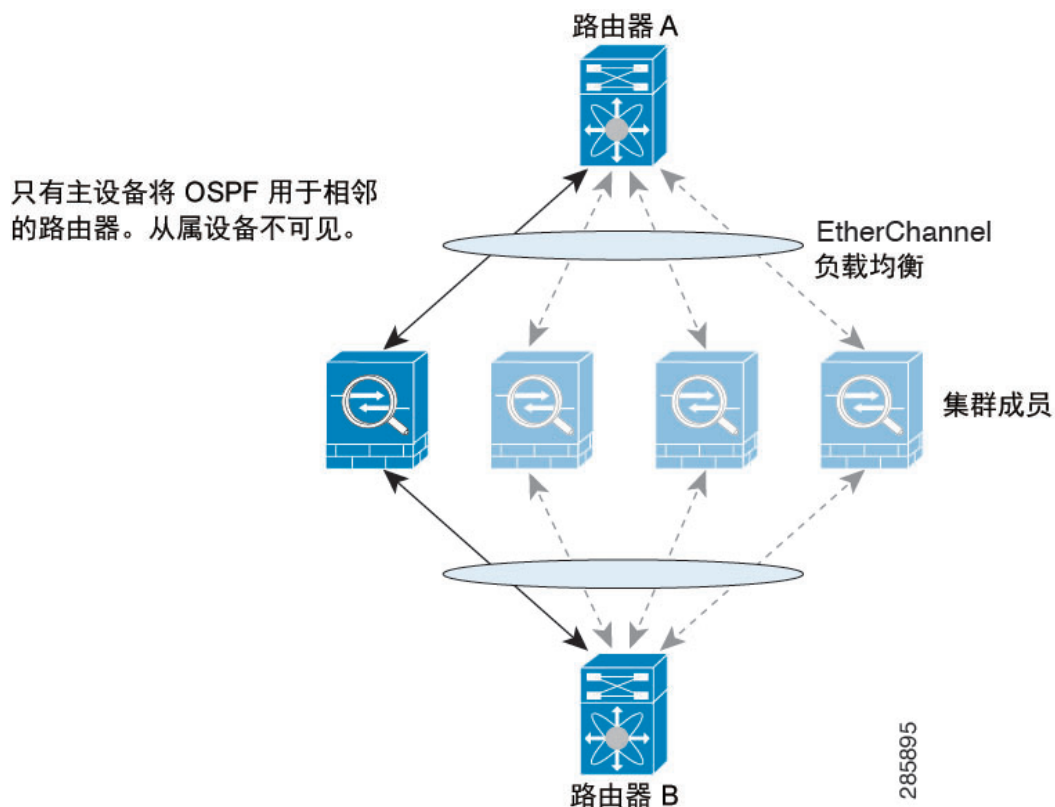 路由器 A
只有主设备将 OSPF 用于相邻
的路由器。从属设备不可见。
EtherChannel
负载均衡
集群成员
路由器 B
285895